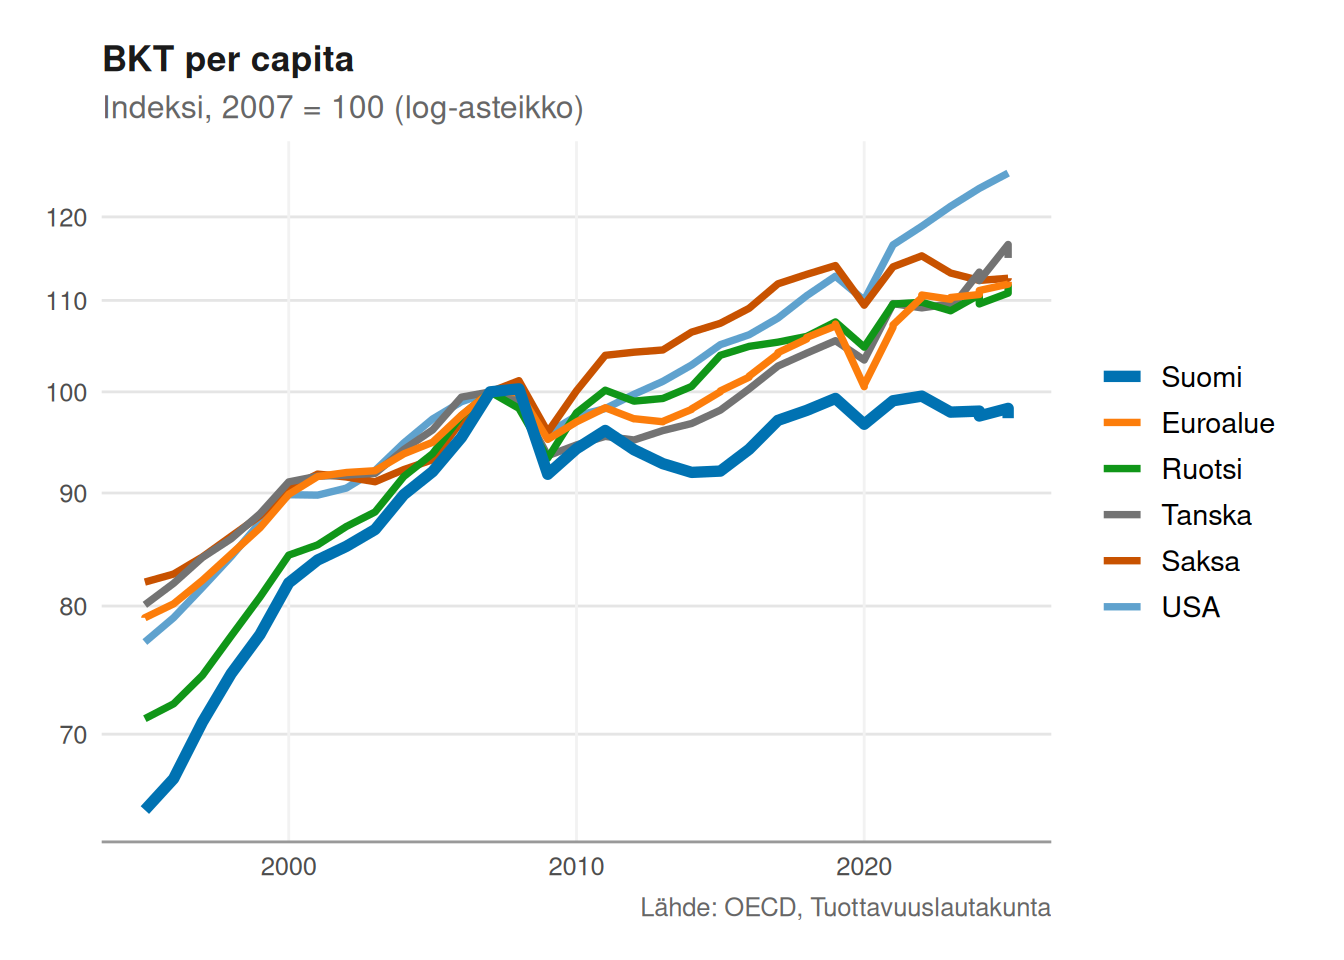 BKT per capita
Indeksi, 2007 = 100 (log-asteikko)
120
110
100
90
80
70
2000 2010 2020
Suomi
Euroalue
Ruotsi
Tanska
Saksa
USA
Lähde: OECD, Tuottavuuslautakunta